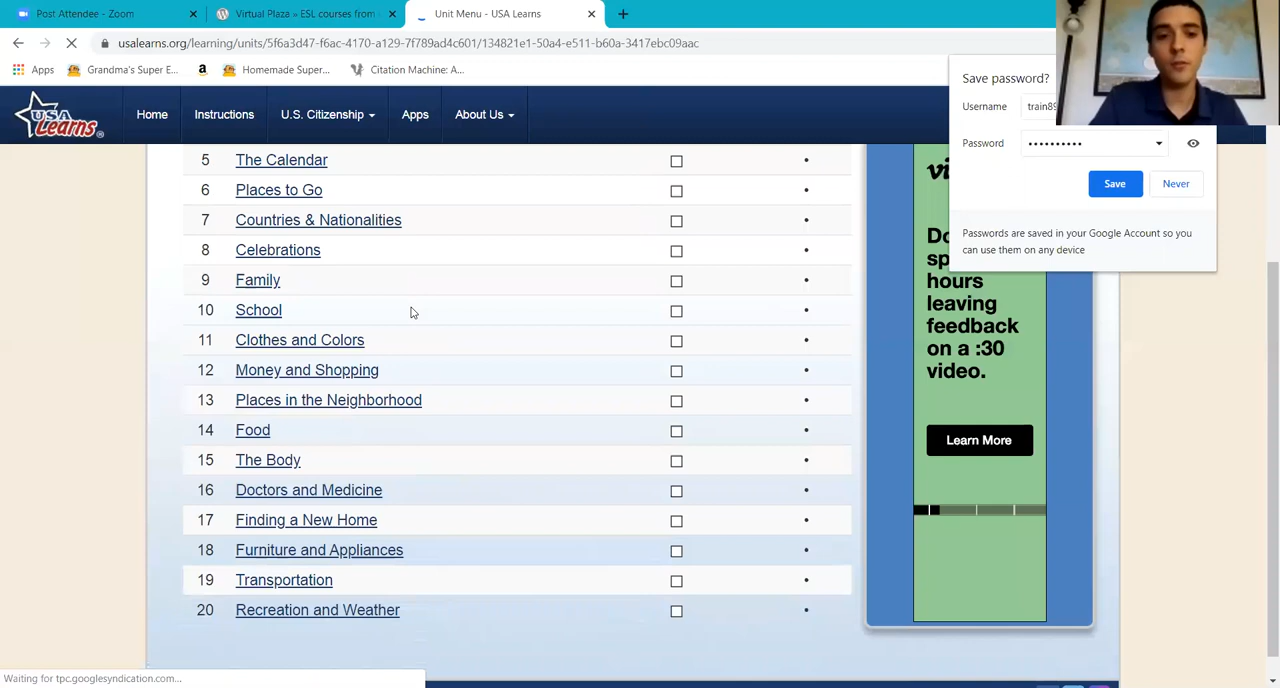 Post Attendee - Zoom
Virtual Plaza » ESL courses from
Unit Menu - USA Learns
usalearns.org/learning/units/5f6a3d47-f6ac-4170-a129-7f789ad4c601/134821e1-50a4-e511-b60a-3417ebc09aac
Apps
Grandma's Super E...
Homemade Super...
Citation Machine: A...
USA Learns
Home
Instructions
U.S. Citizenship
Apps
About Us
Save password?
Username train89
Password ••••••••••
Save
Never
Passwords are saved in your Google Account so you
can use them on any device
5 The Calendar
6 Places to Go
7 Countries & Nationalities
8 Celebrations
9 Family
10 School
11 Clothes and Colors
12 Money and Shopping
13 Places in the Neighborhood
14 Food
15 The Body
16 Doctors and Medicine
17 Finding a New Home
18 Furniture and Appliances
19 Transportation
20 Recreation and Weather
hours
leaving
feedback
on a :30
video.
Learn More
Waiting for tpc.googlesyndication.com...